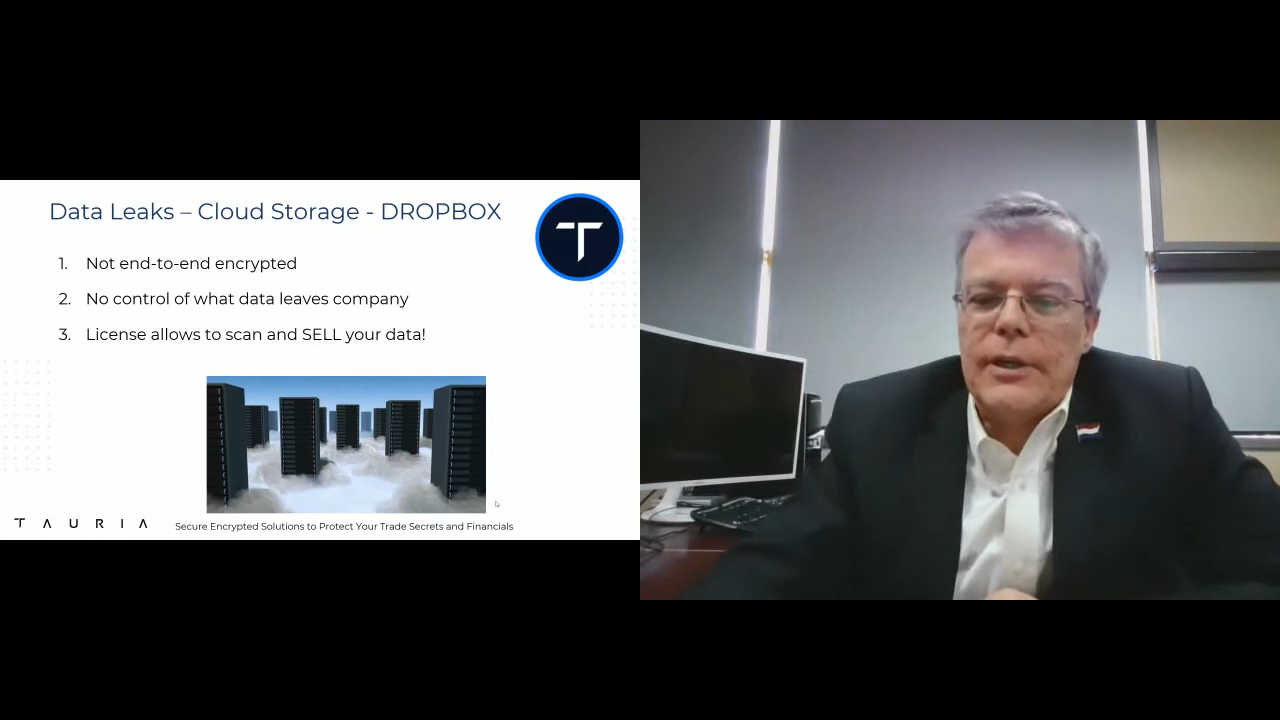 Data Leaks – Cloud Storage - DROPBOX
1. Not end-to-end encrypted
2. No control of what data leaves company
3. License allows to scan and SELL your data!
TAURIA
Secure Encrypted Solutions to Protect Your Trade Secrets and Financials